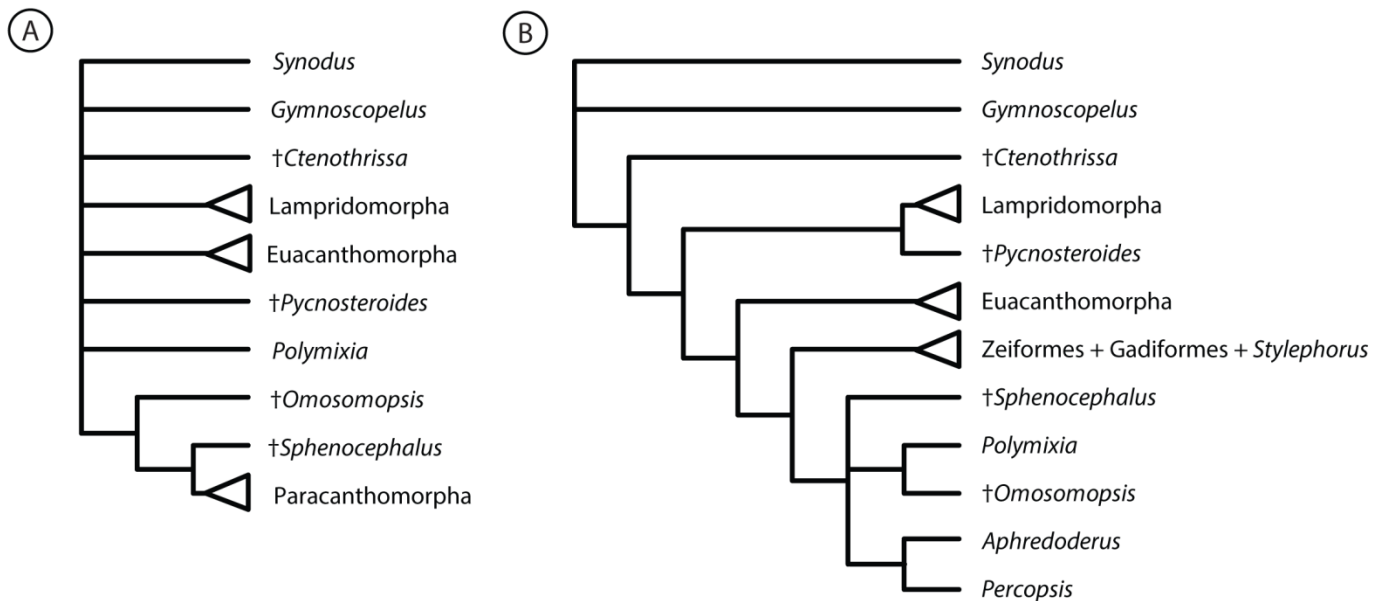 A
Synodus
Gymnoscopelus
†Ctenothrissa
Lampridomorpha
Euacanthomorpha
†Pycnosteroides
Polymixia
†Omosomopsis
†Sphenocephalus
Paracanthomorpha
B
Synodus
Gymnoscopelus
†Ctenothrissa
Lampridomorpha
†Pycnosteroides
Euacanthomorpha
Zeiformes + Gadiformes + Stylephorus
†Sphenocephalus
Polymixia
†Omosomopsis
Aphredoderus
Percopsis